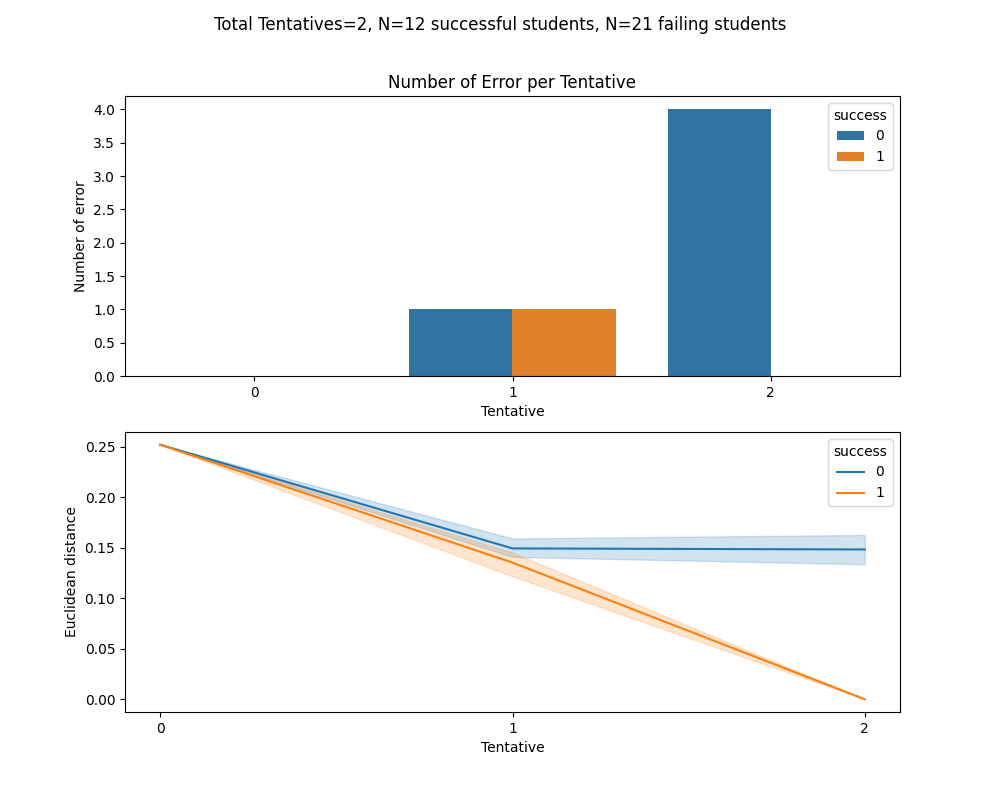 Total Tentatives=2, N=12 successful students, N=21 failing students
Number of Error per Tentative
4.0
3.5
3.0
2.5
2.0
1.5
1.0
0.5
0.0
Number of error
success
0
1
0 1 2
Tentative
0.25
0.20
0.15
0.10
0.05
0.00
Euclidean distance
success
0
1
0 1 2
Tentative